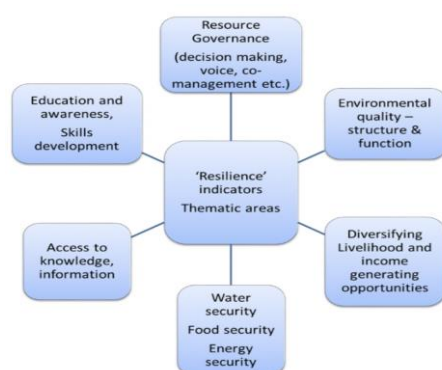 Resource
Governance
(decision making,
voice, co-
management etc.)
Education and
awareness,
Skills
development
Environmental
quality –
structure &
function
‘Resilience’
indicators
Thematic areas
Access to
knowledge,
information
Diversifying
Livelihood and
income
generating
opportunities
Water
security
Food security
Energy
security